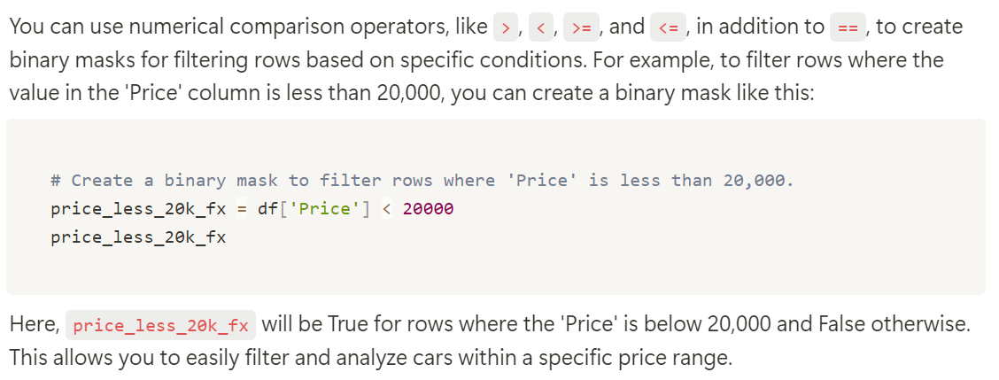 You can use numerical comparison operators, like > , < , >= , and <= , in addition to == , to create
binary masks for filtering rows based on specific conditions. For example, to filter rows where the
value in the 'Price' column is less than 20,000, you can create a binary mask like this:
# Create a binary mask to filter rows where 'Price' is less than 20,000.
price_less_20k_fx = df['Price'] < 20000
price_less_20k_fx
Here, price_less_20k_fx will be True for rows where the 'Price' is below 20,000 and False otherwise.
This allows you to easily filter and analyze cars within a specific price range.